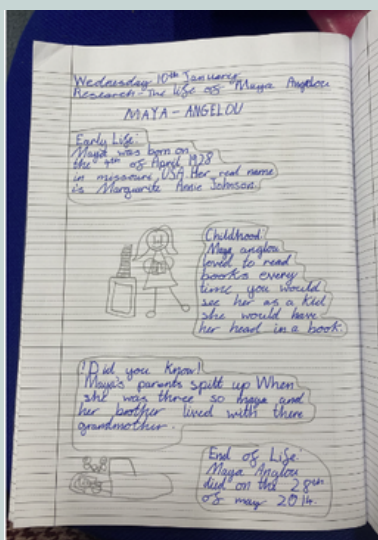 Wednesday 10th January
Research - The life of Maya Angelou
MAYA - ANGELOU
Early Life:
Maya was born on
the 4th of April 1928
in missouri USA Her real name
is Margurite Annie Johnson.
Childhood:
Maya anglou
loved to read
books every
time you would
see her as a kid
she would have
her head in a book.
!Did you Know!
Maya's parents spilt up When
she was three so maya and
her brother lived with there
grandmother.
End of Life:
Maya Anglou
died on the 28th
of may 2014.